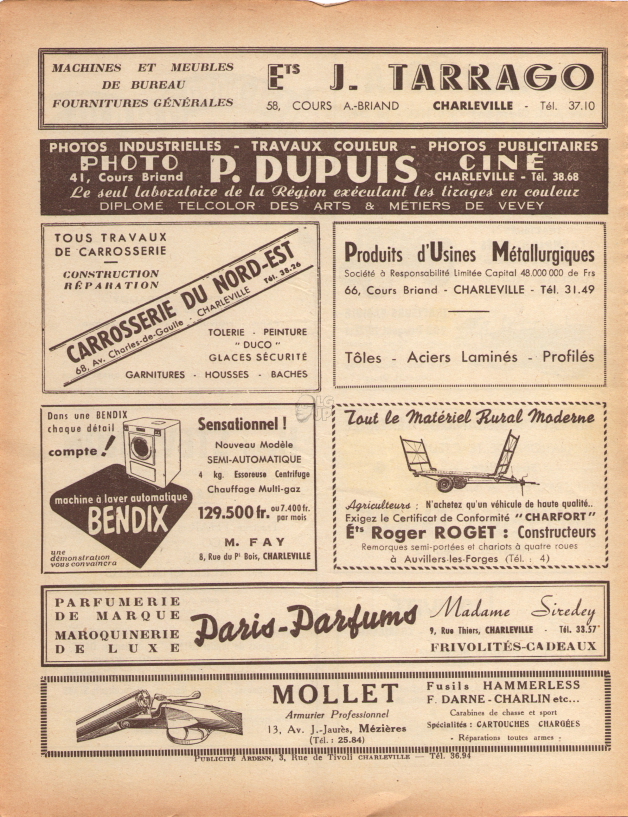 MACHINES ET MEUBLES
DE BUREAU
FOURNITURES GÉNÉRALES
ETS J. TARRAGO
58, COURS A.-BRIAND CHARLEVILLE - Tél. 37.10
PHOTOS INDUSTRIELLES - TRAVAUX COULEUR - PHOTOS PUBLICITAIRES
PHOTO P. DUPUIS CINÉ
41, Cours Briand CHARLEVILLE - Tél. 38.68
Le seul laboratoire de la Région exécutant les tirages en couleur
DIPLOMÉ TELCOLOR DES ARTS & MÉTIERS DE VEVEY
TOUS TRAVAUX
DE CARROSSERIE
CONSTRUCTION
RÉPARATION
CARROSSERIE DU NORD-EST
68, Av. Charles-de-Gaulle - CHARLEVILLE Tél. 38.26
TOLERIE - PEINTURE
"DUCO"
GLACES SÉCURITÉ
GARNITURES - HOUSSES - BACHES
Produits d'Usines Métallurgiques
Société à Responsabilité Limitée Capital 48.000.000 de Frs
66, Cours Briand - CHARLEVILLE - Tél. 31.49
Tôles - Aciers Laminés - Profilés
Dans une BENDIX
chaque détail
compte !
machine à laver automatique
BENDIX
une
démonstration
vous convaincra
Sensationnel !
Nouveau Modèle
SEMI-AUTOMATIQUE
4 kg. Essoreuse Centrifuge
Chauffage Multi-gaz
129.500 fr. ou 7.400 fr.
par mois
M. FAY
8, Rue du Pt Bois, CHARLEVILLE
Tout le Matériel Rural Moderne
Agriculteurs : N'achetez qu'un véhicule de haute qualité..
Exigez le Certificat de Conformité "CHARFORT"
Ets Roger ROGET : Constructeurs
Remorques semi-portées et chariots à quatre roues
à Auvillers-les-Forges (Tél. : 4)
PARFUMERIE
DE MARQUE
MAROQUINERIE
DE LUXE
Paris-Parfums
Madame Siredey
9, Rue Thiers, CHARLEVILLE - Tél. 33.57
FRIVOLITÉS-CADEAUX
MOLLET
Armurier Professionnel
13, Av. J.-Jaurès, Mézières
(Tél. : 25.84)
Fusils HAMMERLESS
F. DARNE - CHARLIN etc...
Carabines de chasse et sport
Spécialités : CARTOUCHES CHARGÉES
- Réparations toutes armes -
PUBLICITÉ ARDENN, 3, Rue de Tivoli CHARLEVILLE — Tél. 36.94